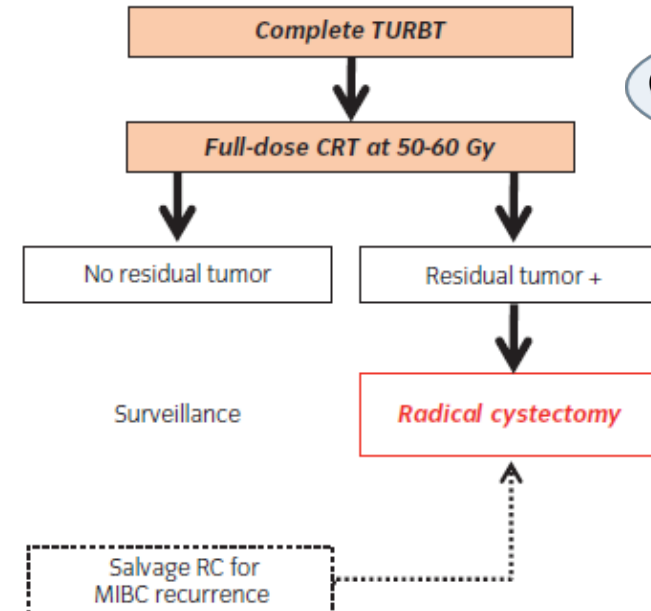 Complete TURBT
Full-dose CRT at 50-60 Gy
No residual tumor
Residual tumor +
Surveillance
Radical cystectomy
Salvage RC for
MIBC recurrence